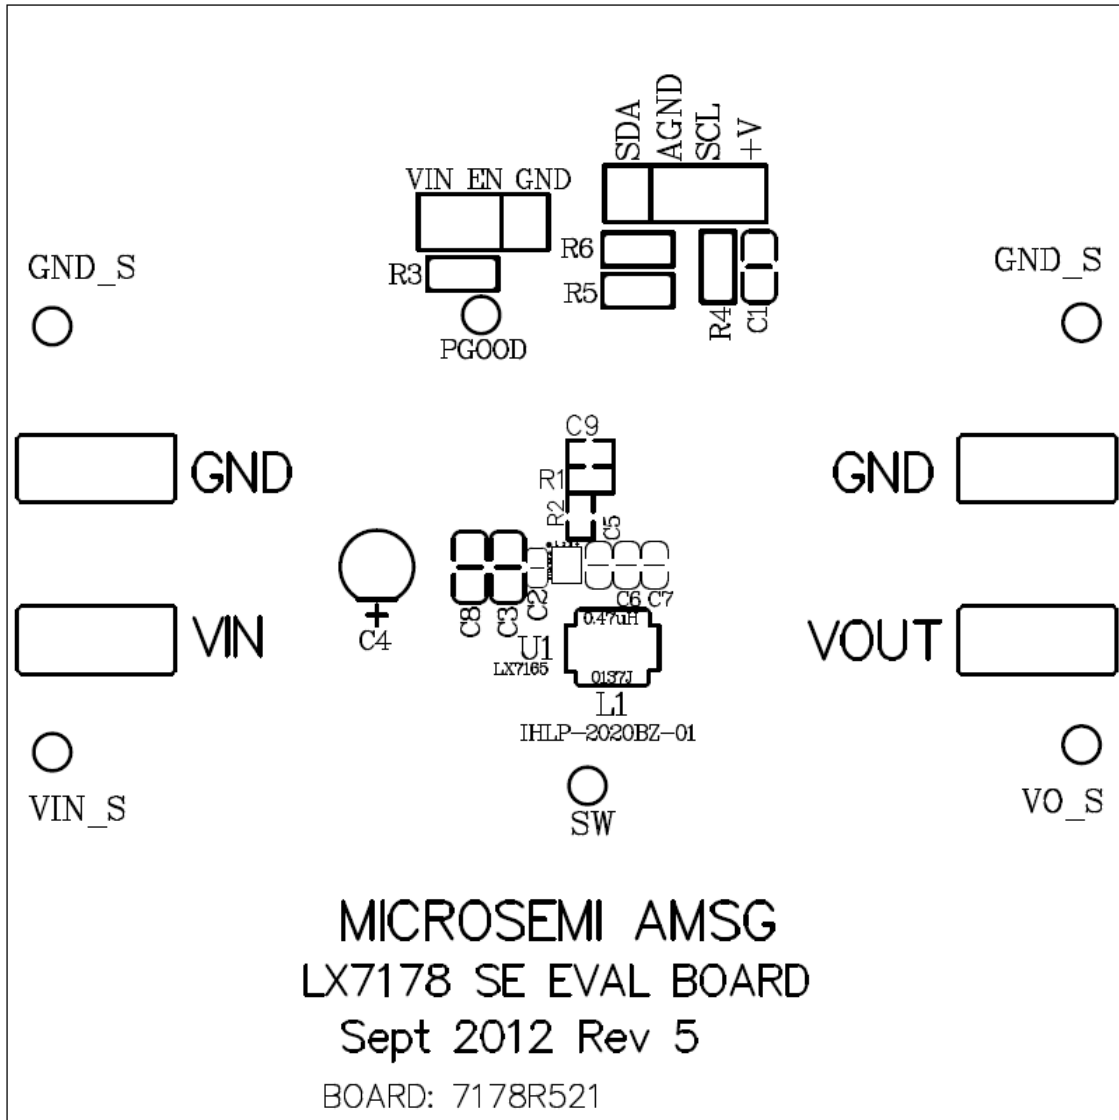 SDA
AGND
SCL
+V
VIN EN GND
R6
R3
R5
R4
C1
GND_S
GND_S
PGOOD
C9
R1
R2
C5
GND
GND
C8
C3
C2
C6
C7
C4
VIN
VOUT
0.47uH
U1
LX7165
0137J
L1
IHLP-2020BZ-01
VIN_S
SW
VO_S
MICROSEMI AMSG
LX7178 SE EVAL BOARD
Sept 2012 Rev 5
BOARD: 7178R521